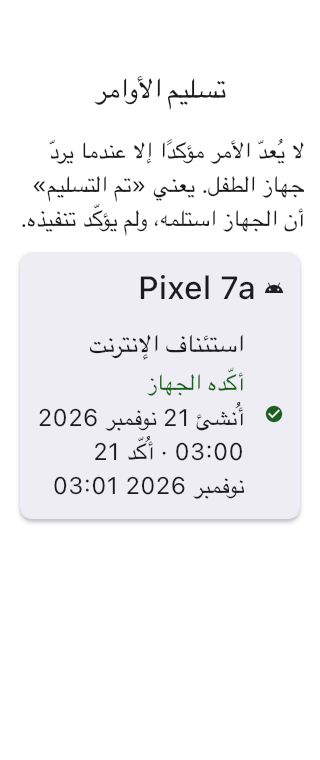 تسليم الأوامر
لا يُعدّ الأمر مؤكدًا إلا عندما يردّ
جهاز الطفل. يعني «تم التسليم»
أن الجهاز استلمه، ولم يؤكّد تنفيذه.
Pixel 7a
استئناف الإنترنت
أكّده الجهاز
أُنشئ 21 نوفمبر 2026
03:00 · أُكّد 21
نوفمبر 2026 03:01